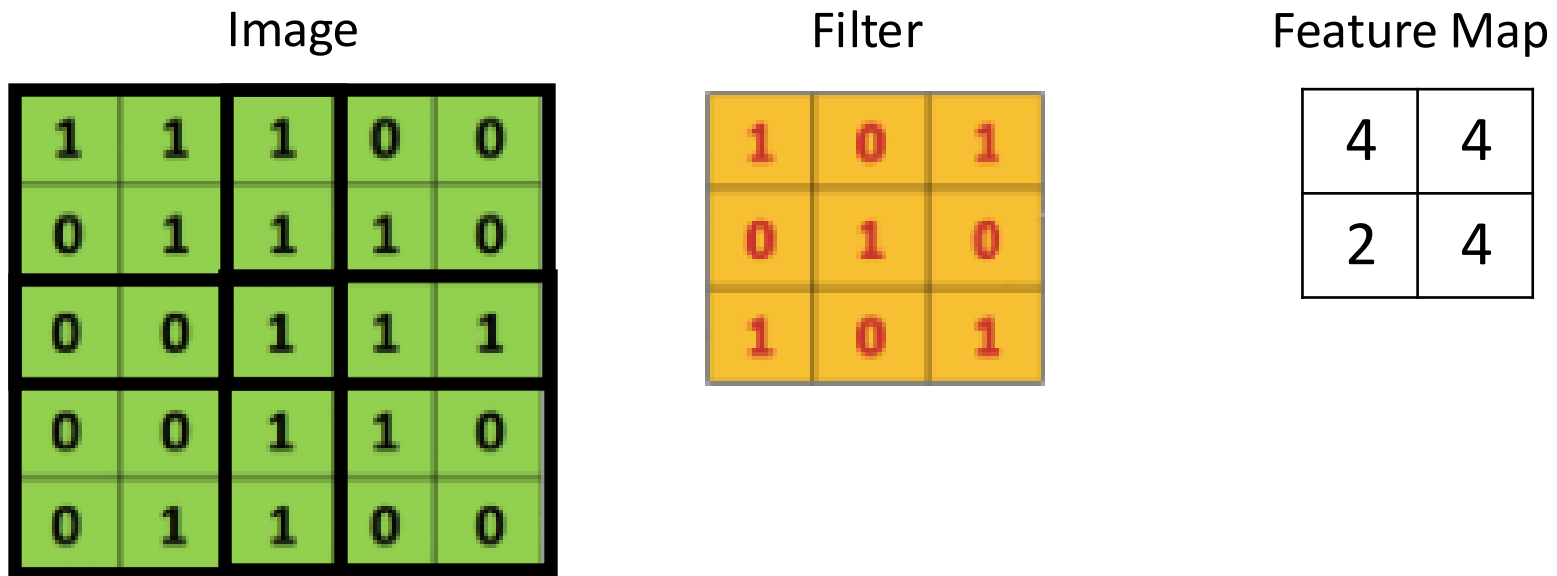 Image
1 1 1 0 0
0 1 1 1 0
0 0 1 1 1
0 0 1 1 0
0 1 1 0 0
Filter
1 0 1
0 1 0
1 0 1
Feature Map
4 4
2 4